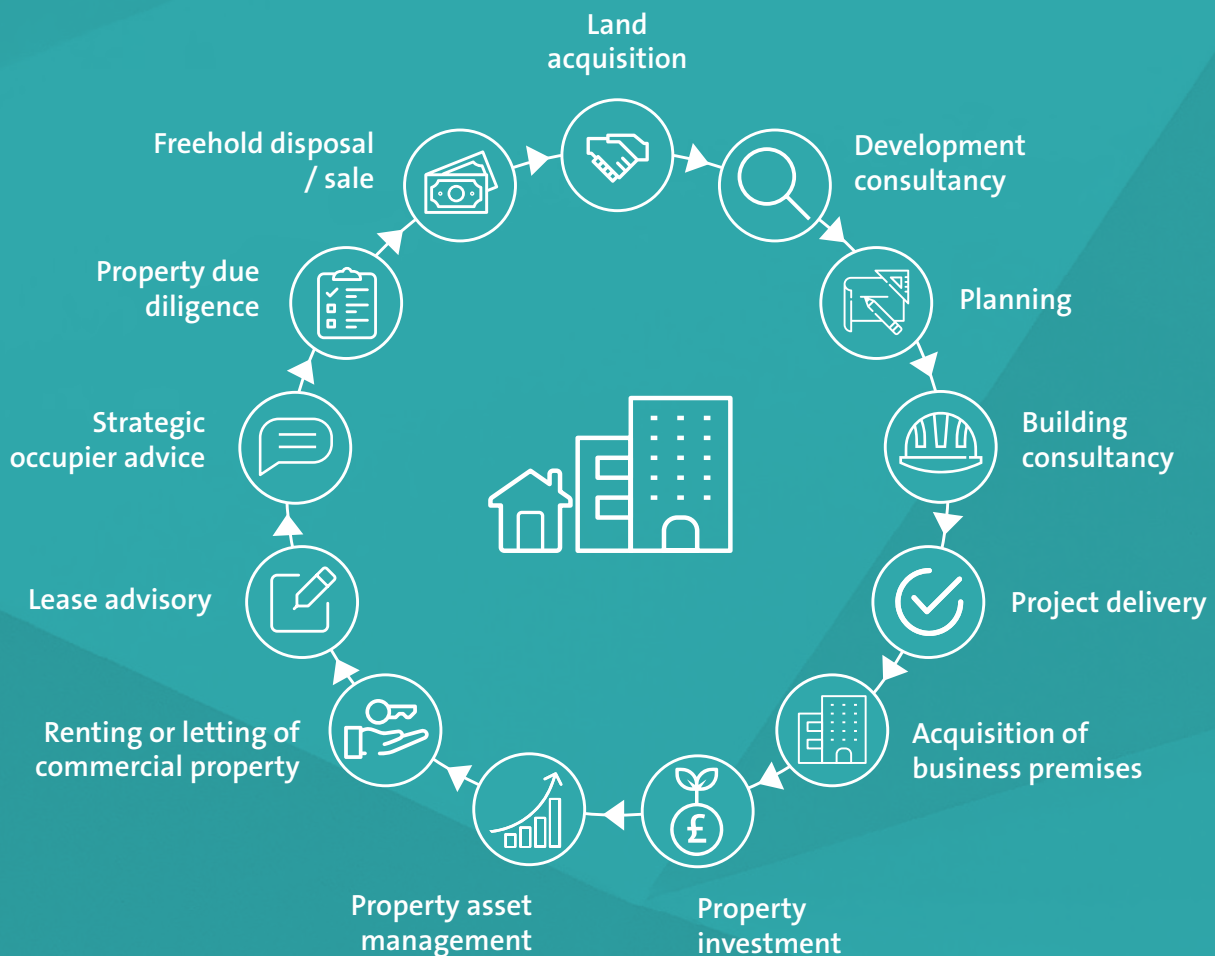 Land
acquisition
Development
consultancy
Planning
Building
consultancy
Project delivery
Acquisition of
business premises
£
Property
investment
Property asset
management
Renting or letting of
commercial property
Lease advisory
Strategic
occupier advice
Property due
diligence
Freehold disposal
/ sale